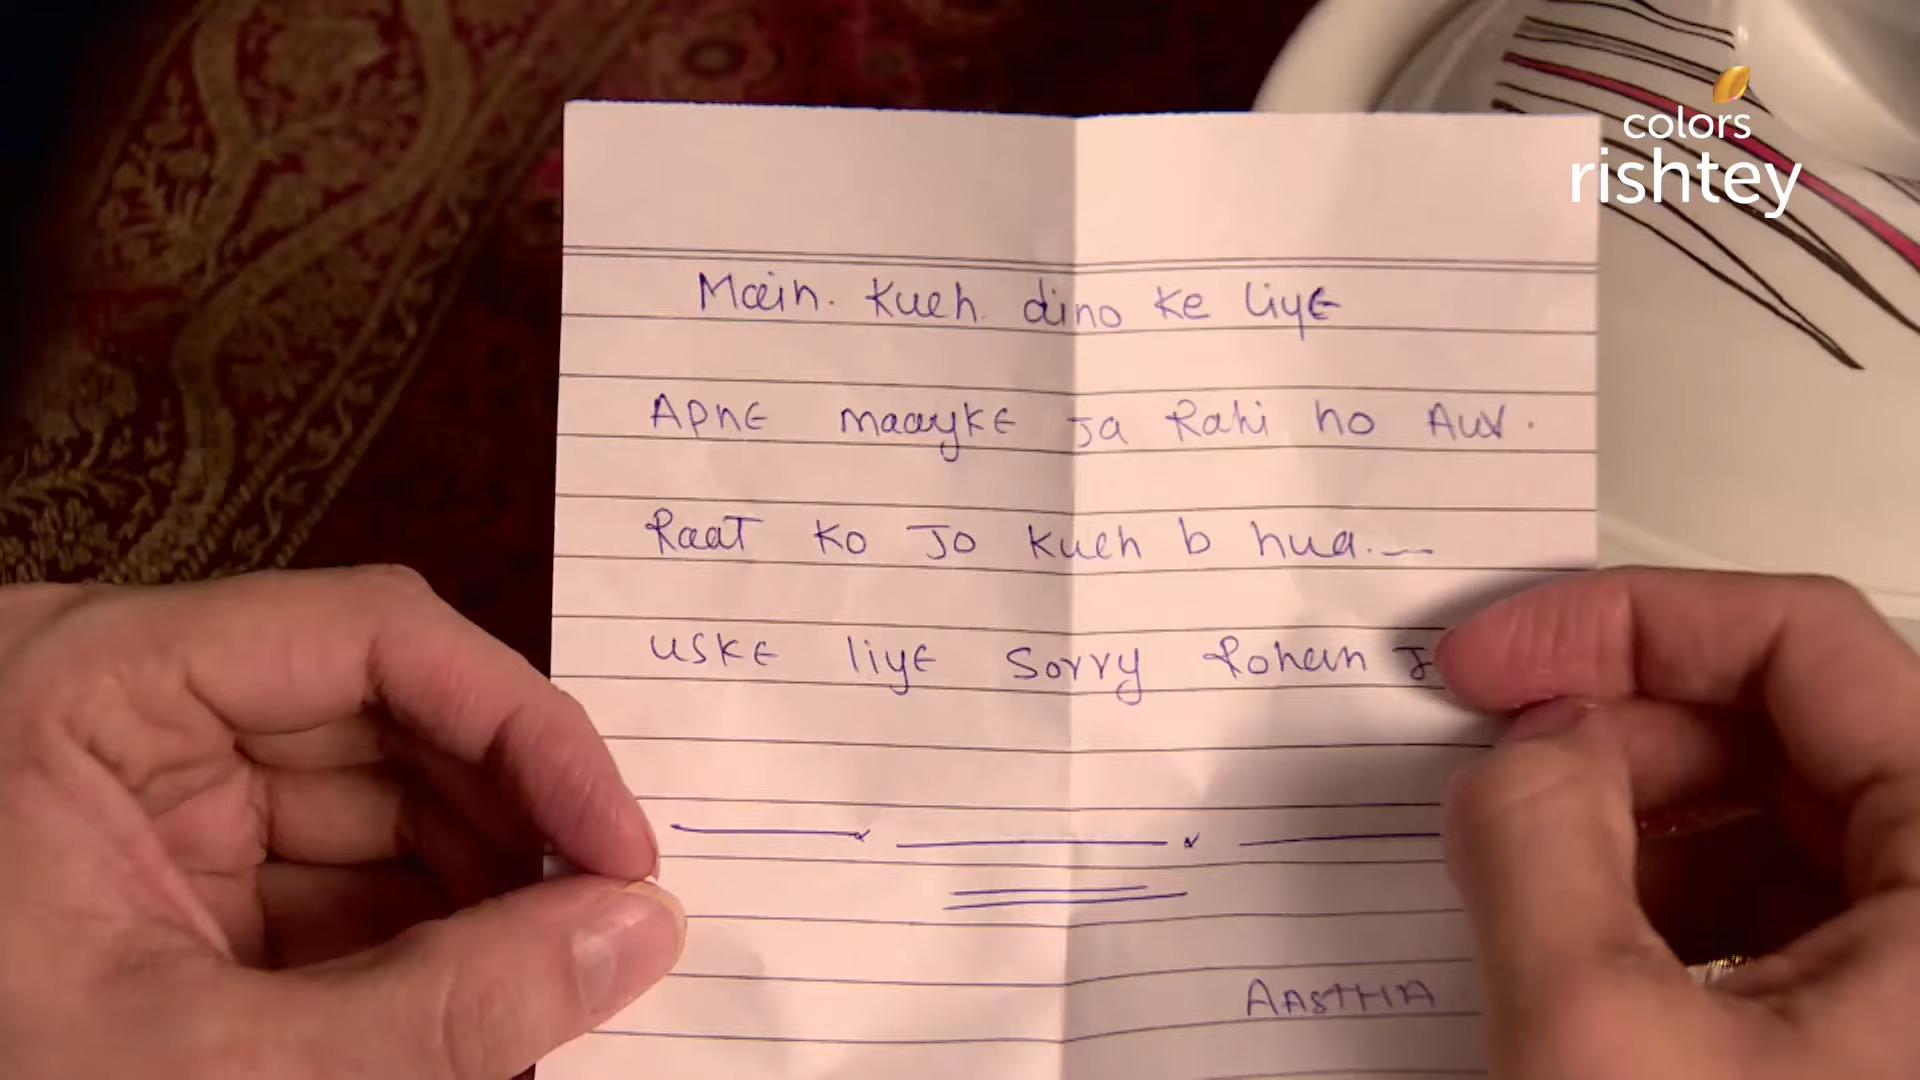 colors
rishtey
Main. kuch. dino ke liye
Apne maayke Ja Rahi ho Aur.
Raat ko Jo kuch b hua.—
uske liye sorry Rohan J
AASTHA